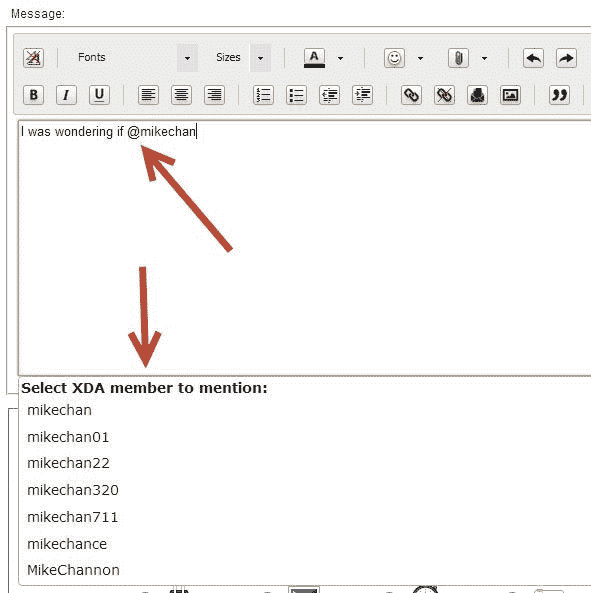 Message:
Fonts Sizes A
B I U
I was wondering if @mikechan
Select XDA member to mention:
mikechan
mikechan01
mikechan22
mikechan320
mikechan711
mikechance
MikeChannon